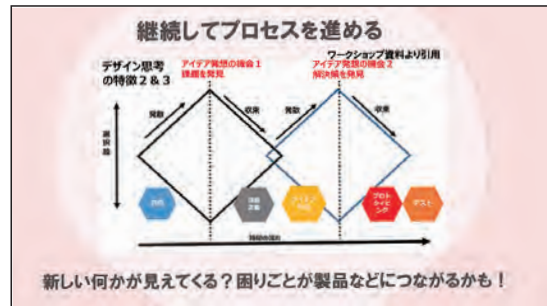 継続してプロセスを進める
ワークショップ資料より引用
デザイン思考
の特徴2＆3
アイデア発想の機会1
課題を発見
アイデア発想の機会2
解決策を発見
発散
収束
発散
収束
選択肢
共感
問題
定義
プロト
タイピ
ング
テスト
時間の流れ
新しい何かが見えてくる？困りごとが製品などにつながるかも！